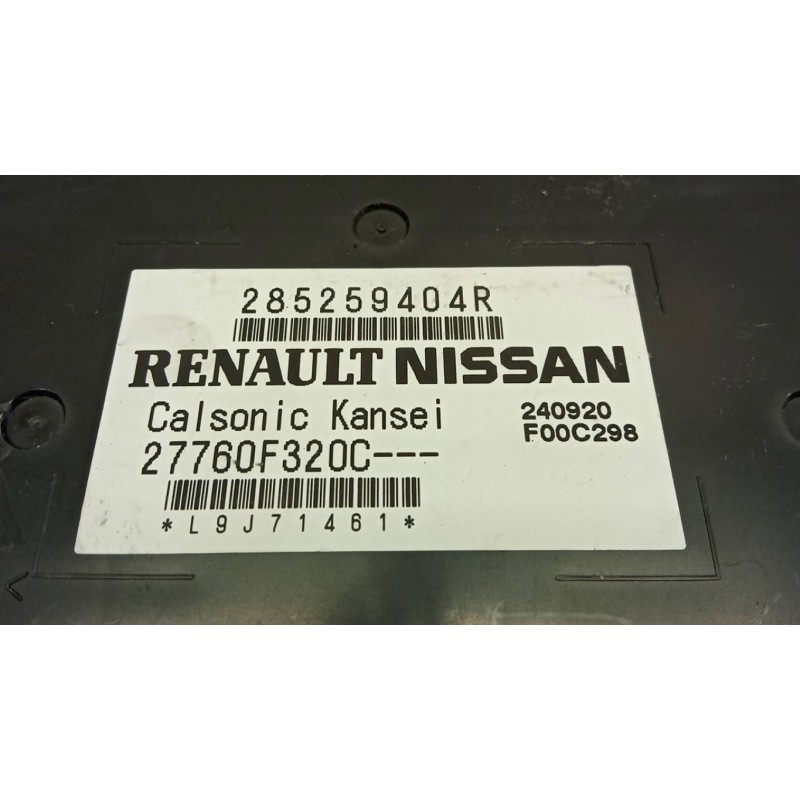 285259404R
RENAULT NISSAN
Calsonic Kansei
240920
27760F320C---
F00C298
*L9J71461*